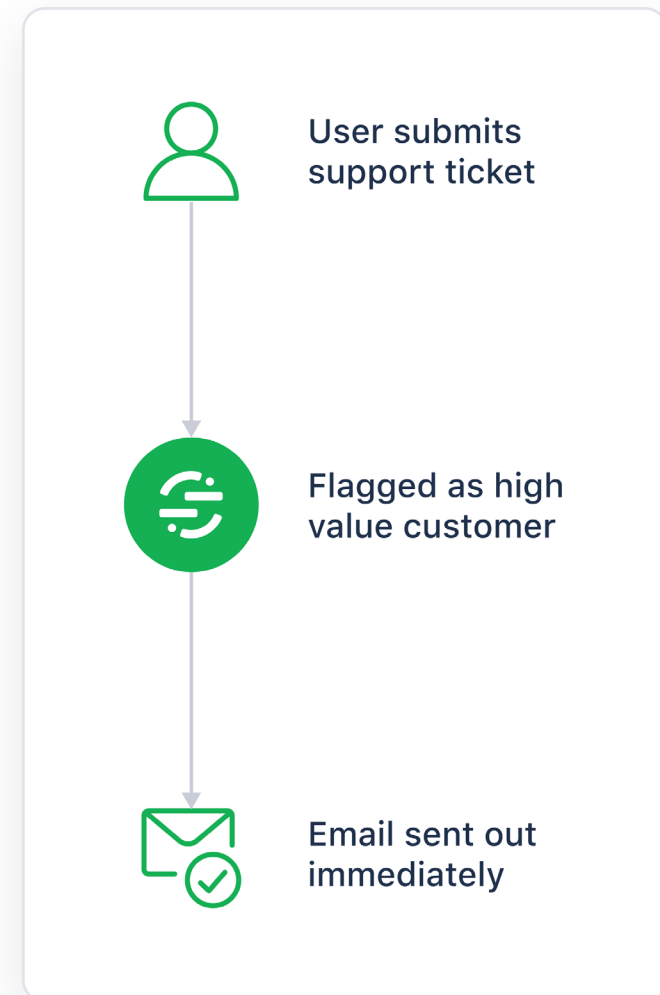 User submits
support ticket
Flagged as high
value customer
Email sent out
immediately